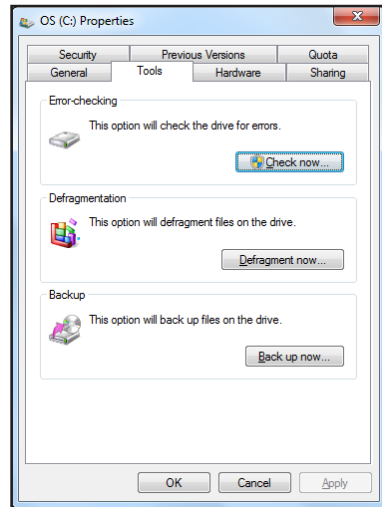 OS (C:) Properties
Security Previous Versions Quota
General Tools Hardware Sharing
Error-checking
This option will check the drive for errors.
Check now...
Defragmentation
This option will defragment files on the drive.
Defragment now...
Backup
This option will back up files on the drive.
Back up now...
OK Cancel Apply